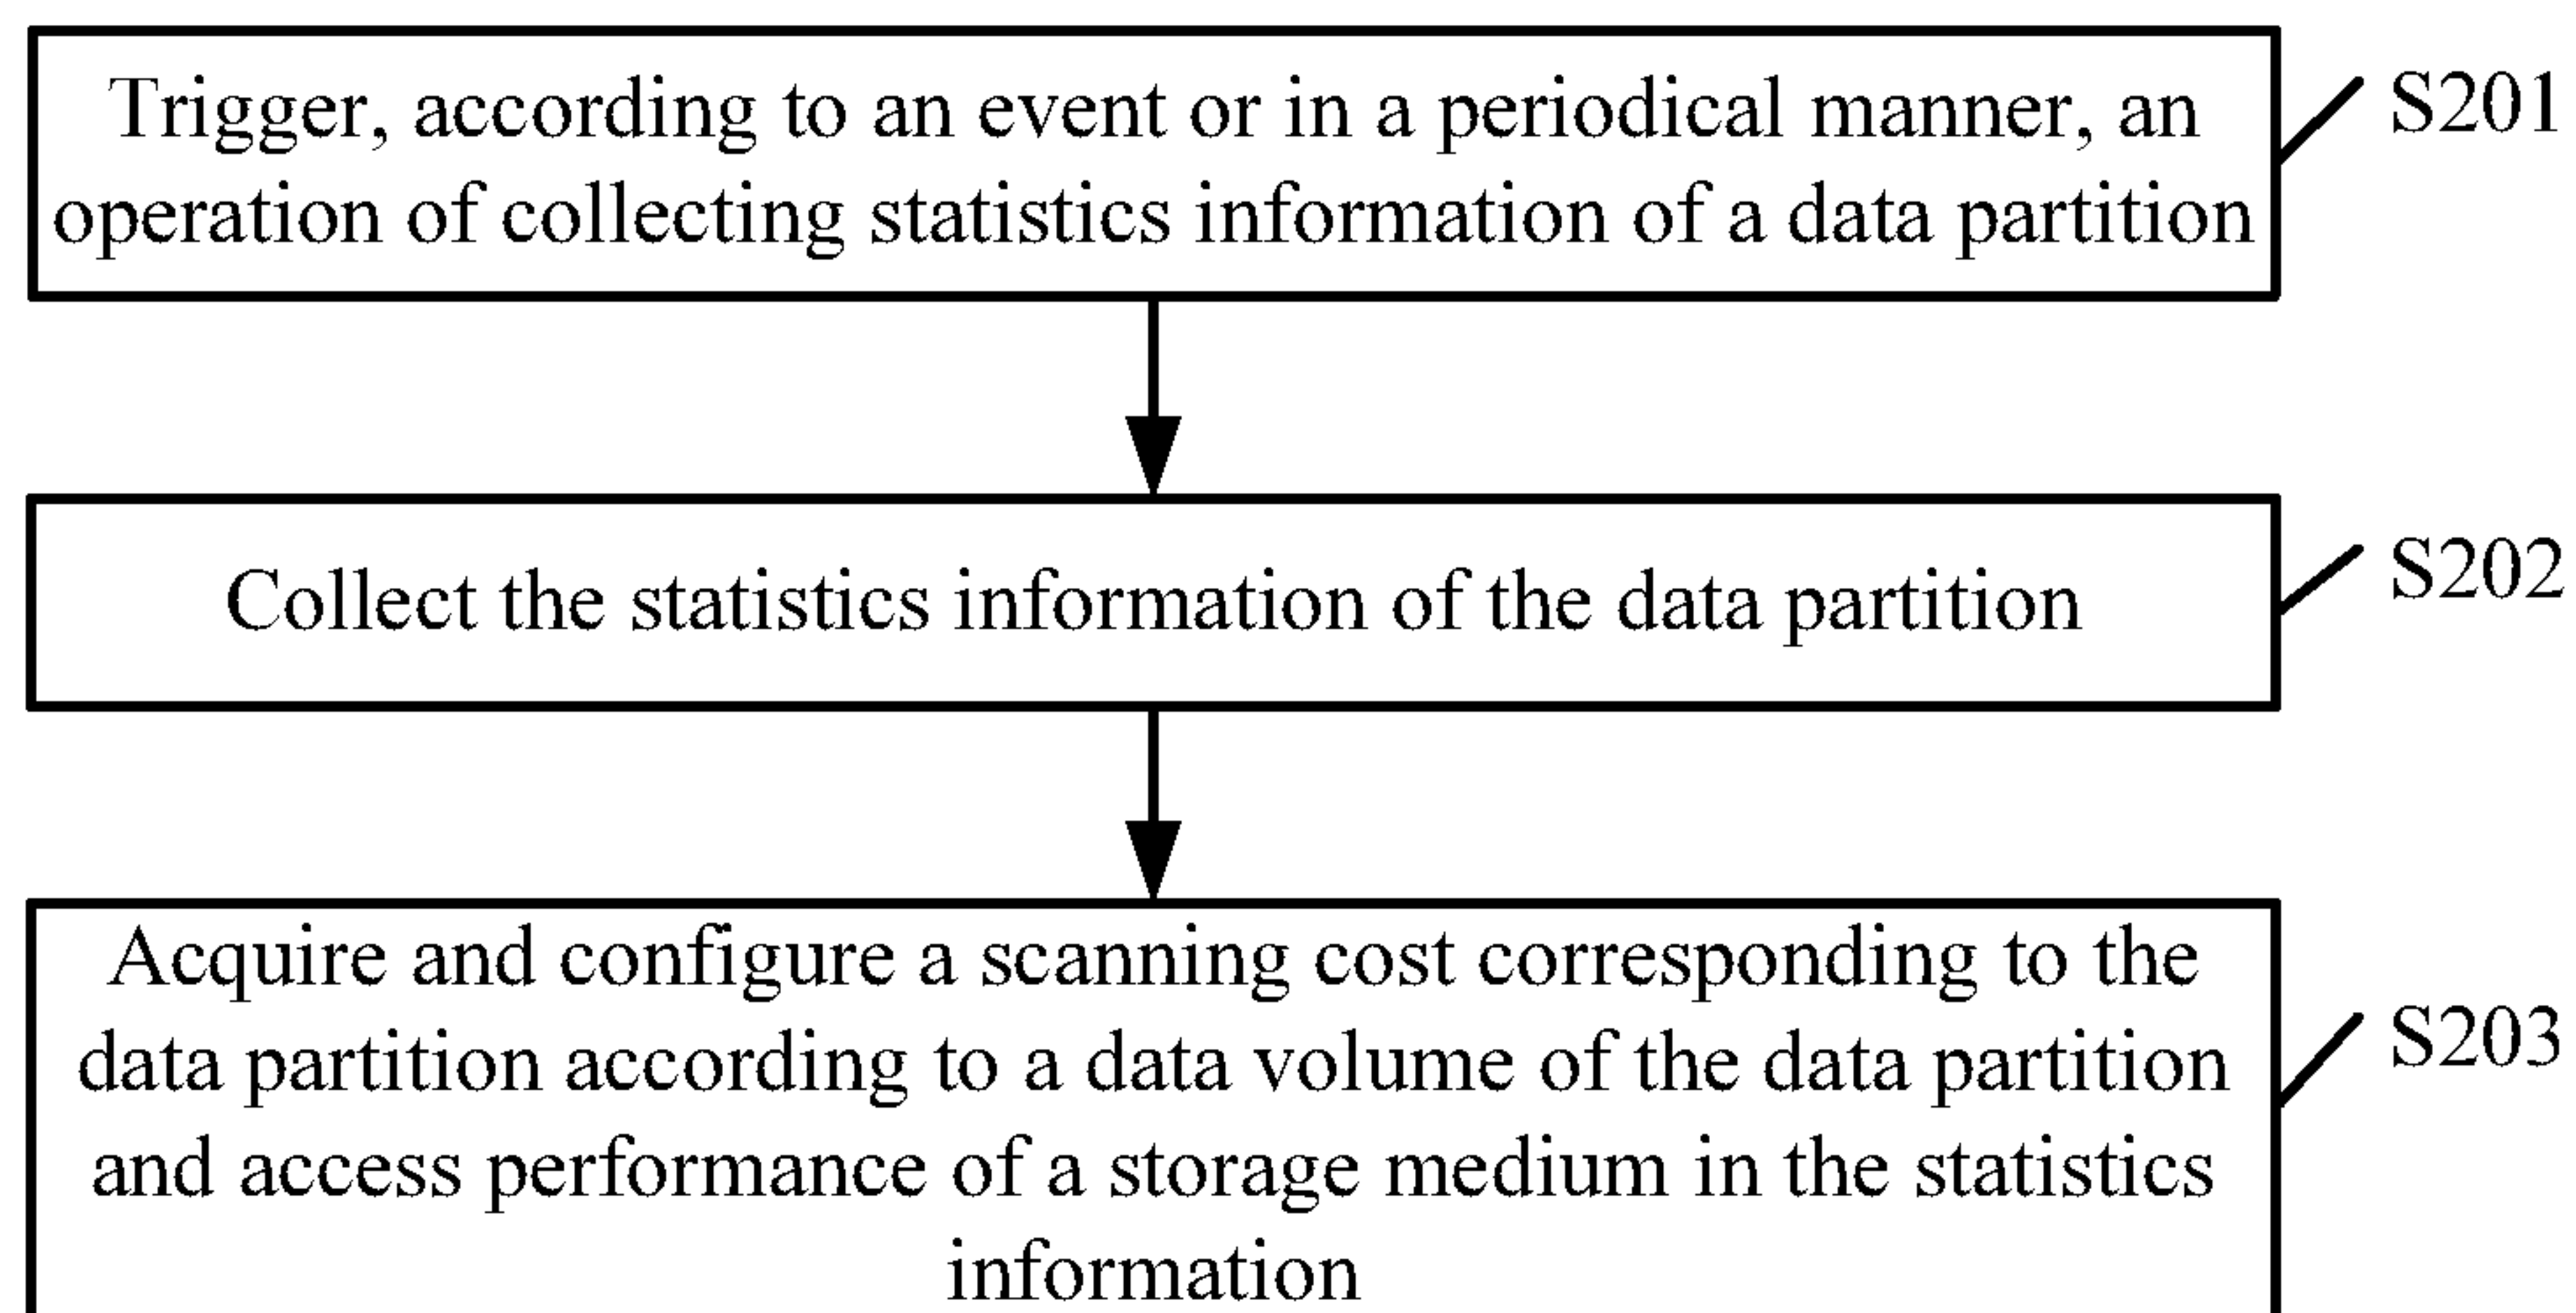 Trigger, according to an event or in a periodical manner, an
operation of collecting statistics information of a data partition
S201
Collect the statistics information of the data partition
S202
Acquire and configure a scanning cost corresponding to the
data partition according to a data volume of the data partition
and access performance of a storage medium in the statistics
information
S203